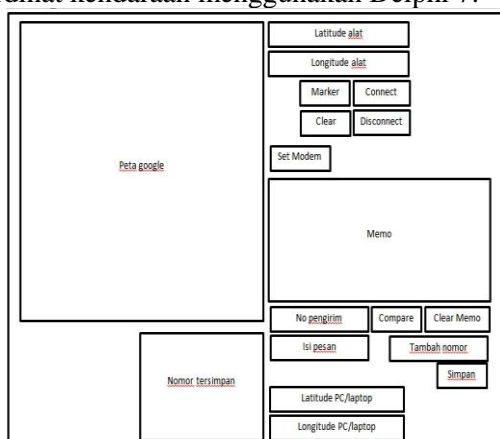 dinat kendaraan menggunakan Delphi 7.
Latitude alat
Longitude alat
Marker
Connect
Clear
Disconnect
Set Modem
Peta google
Memo
No pengirim
Compare
Clear Memo
Isi pesan
Tambah nomor
Simpan
Nomor tersimpan
Latitude PC/laptop
Longitude PC/laptop